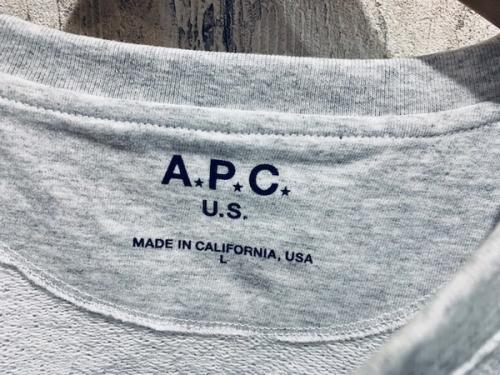 A★P★C★
U.S.
MADE IN CALIFORNIA, USA
L